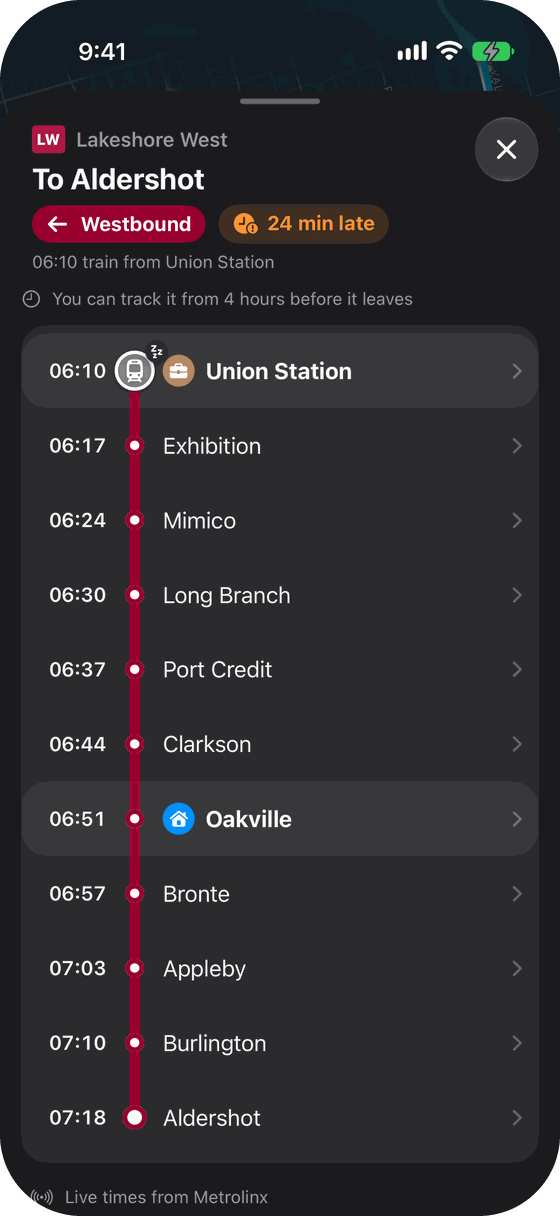 9:41
LW Lakeshore West
To Aldershot
← Westbound 24 min late
06:10 train from Union Station
You can track it from 4 hours before it leaves
06:10 zzz Union Station
06:17 Exhibition
06:24 Mimico
06:30 Long Branch
06:37 Port Credit
06:44 Clarkson
06:51 Oakville
06:57 Bronte
07:03 Appleby
07:10 Burlington
07:18 Aldershot
Live times from Metrolinx